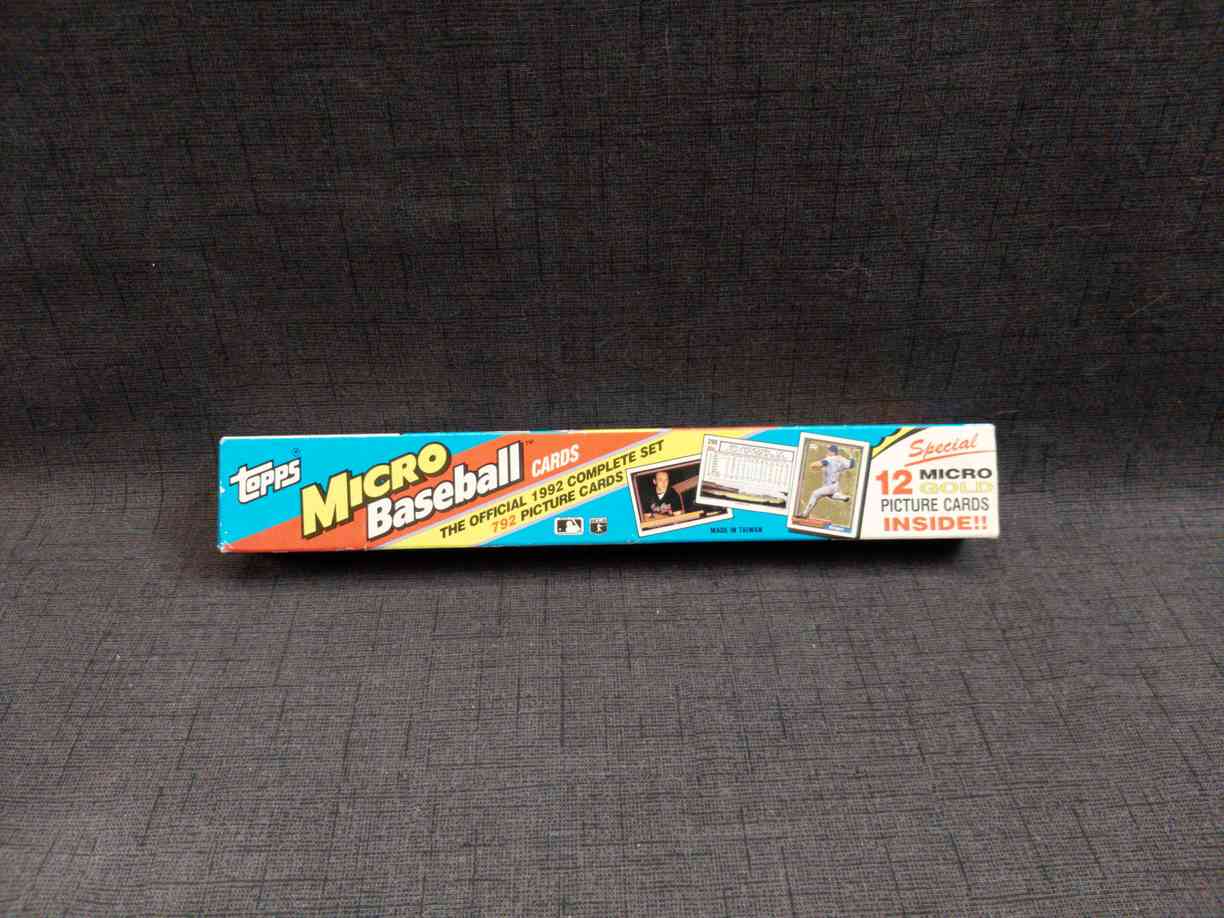 Topps®
MICRO
Baseball™ CARDS
THE OFFICIAL 1992 COMPLETE SET
792 PICTURE CARDS
MADE IN TAIWAN
Special
12 MICRO
GOLD
PICTURE CARDS
INSIDE!!